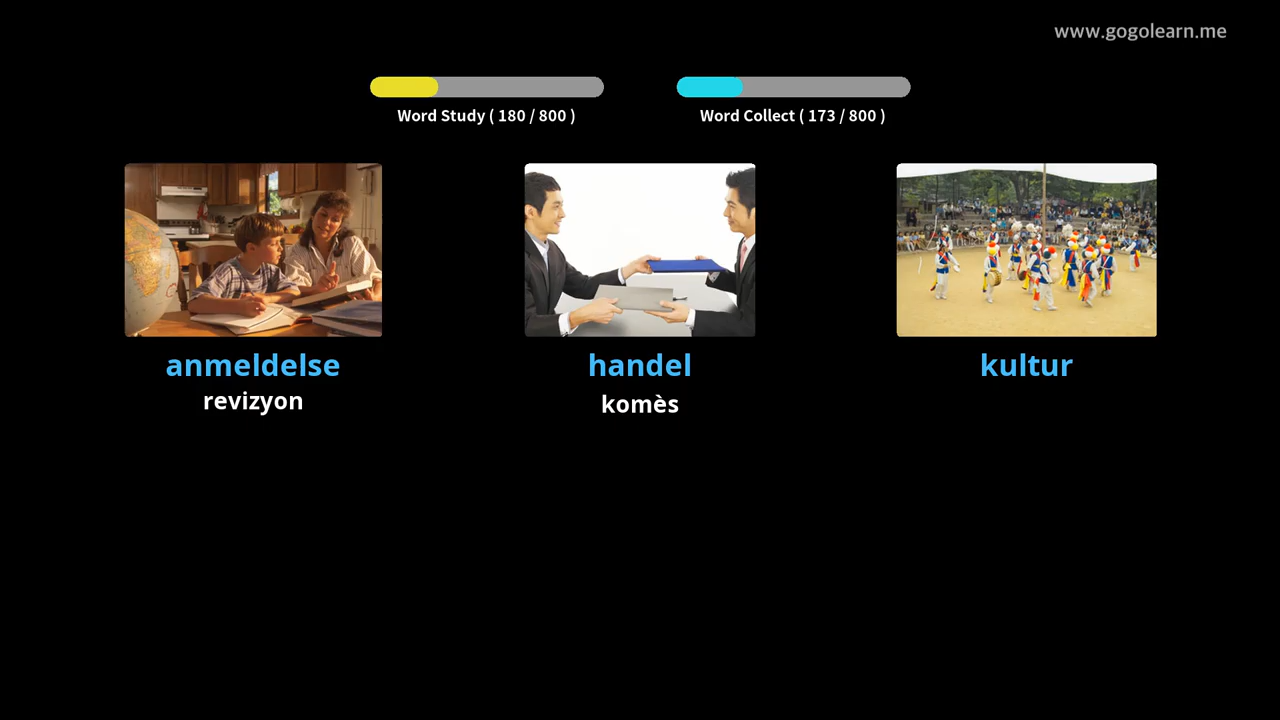 www.gogolearn.me
Word Study ( 180 / 800 )
Word Collect ( 173 / 800 )
anmeldelse
revizyon
handel
komès
kultur